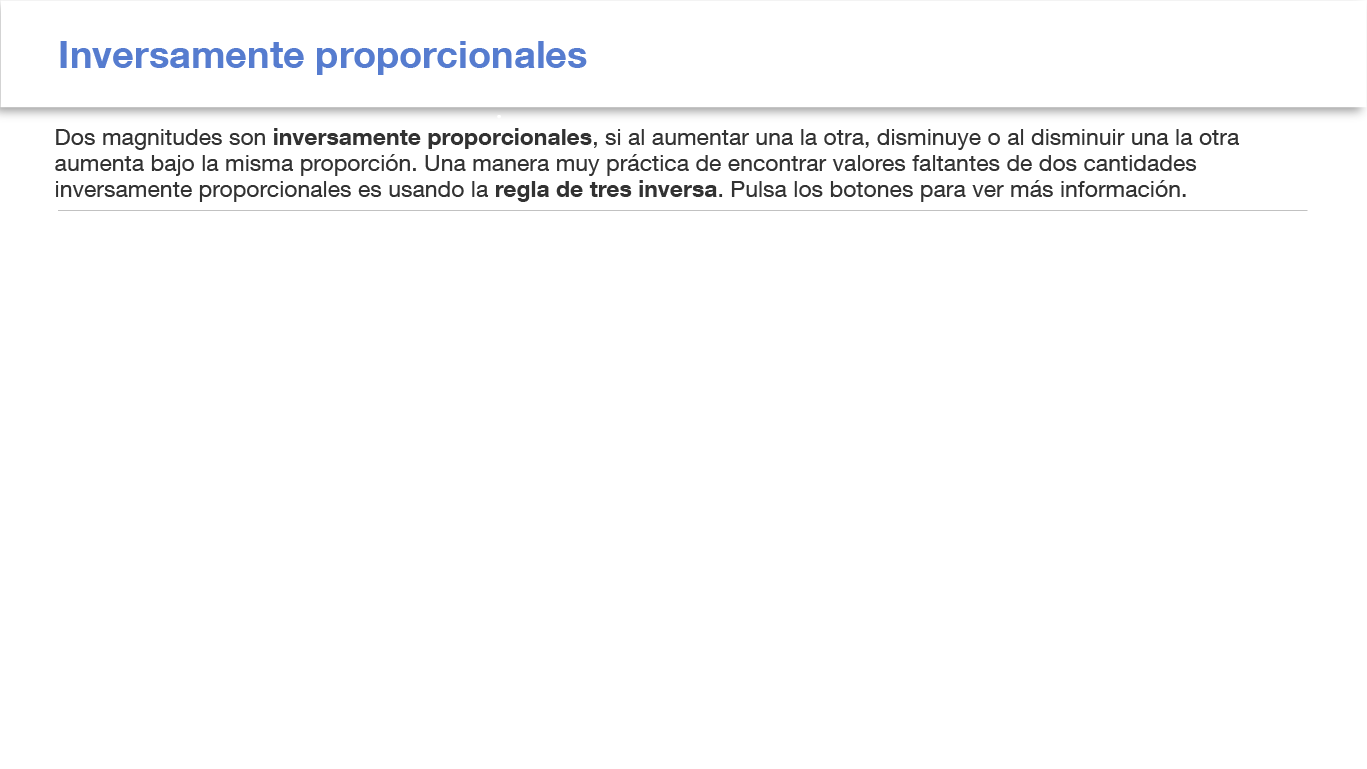 Inversamente proporcionales
Dos magnitudes son inversamente proporcionales, si al aumentar una la otra, disminuye o al disminuir una la otra
aumenta bajo la misma proporción. Una manera muy práctica de encontrar valores faltantes de dos cantidades
inversamente proporcionales es usando la regla de tres inversa. Pulsa los botones para ver más información.